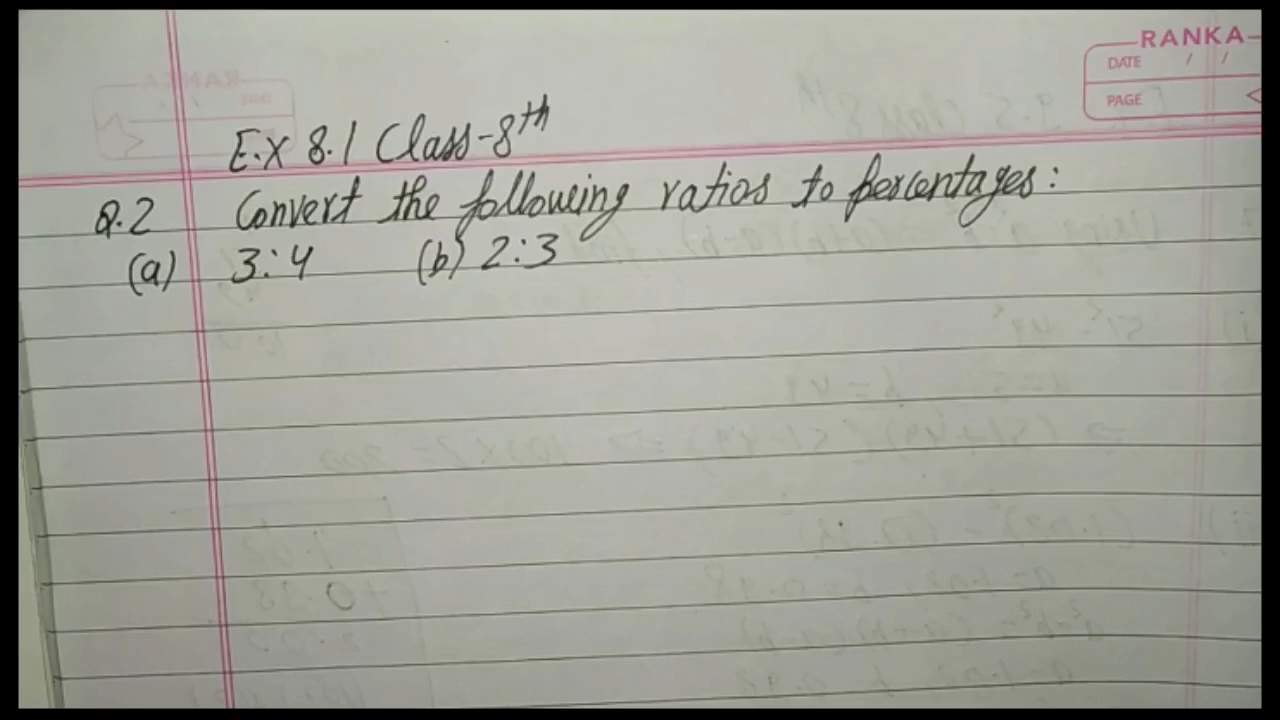 RANKA
DATE / /
PAGE
E.X 8.1 Class-8th
Q.2 Convert the following ratios to percentages:
(a) 3:4 (b) 2:3